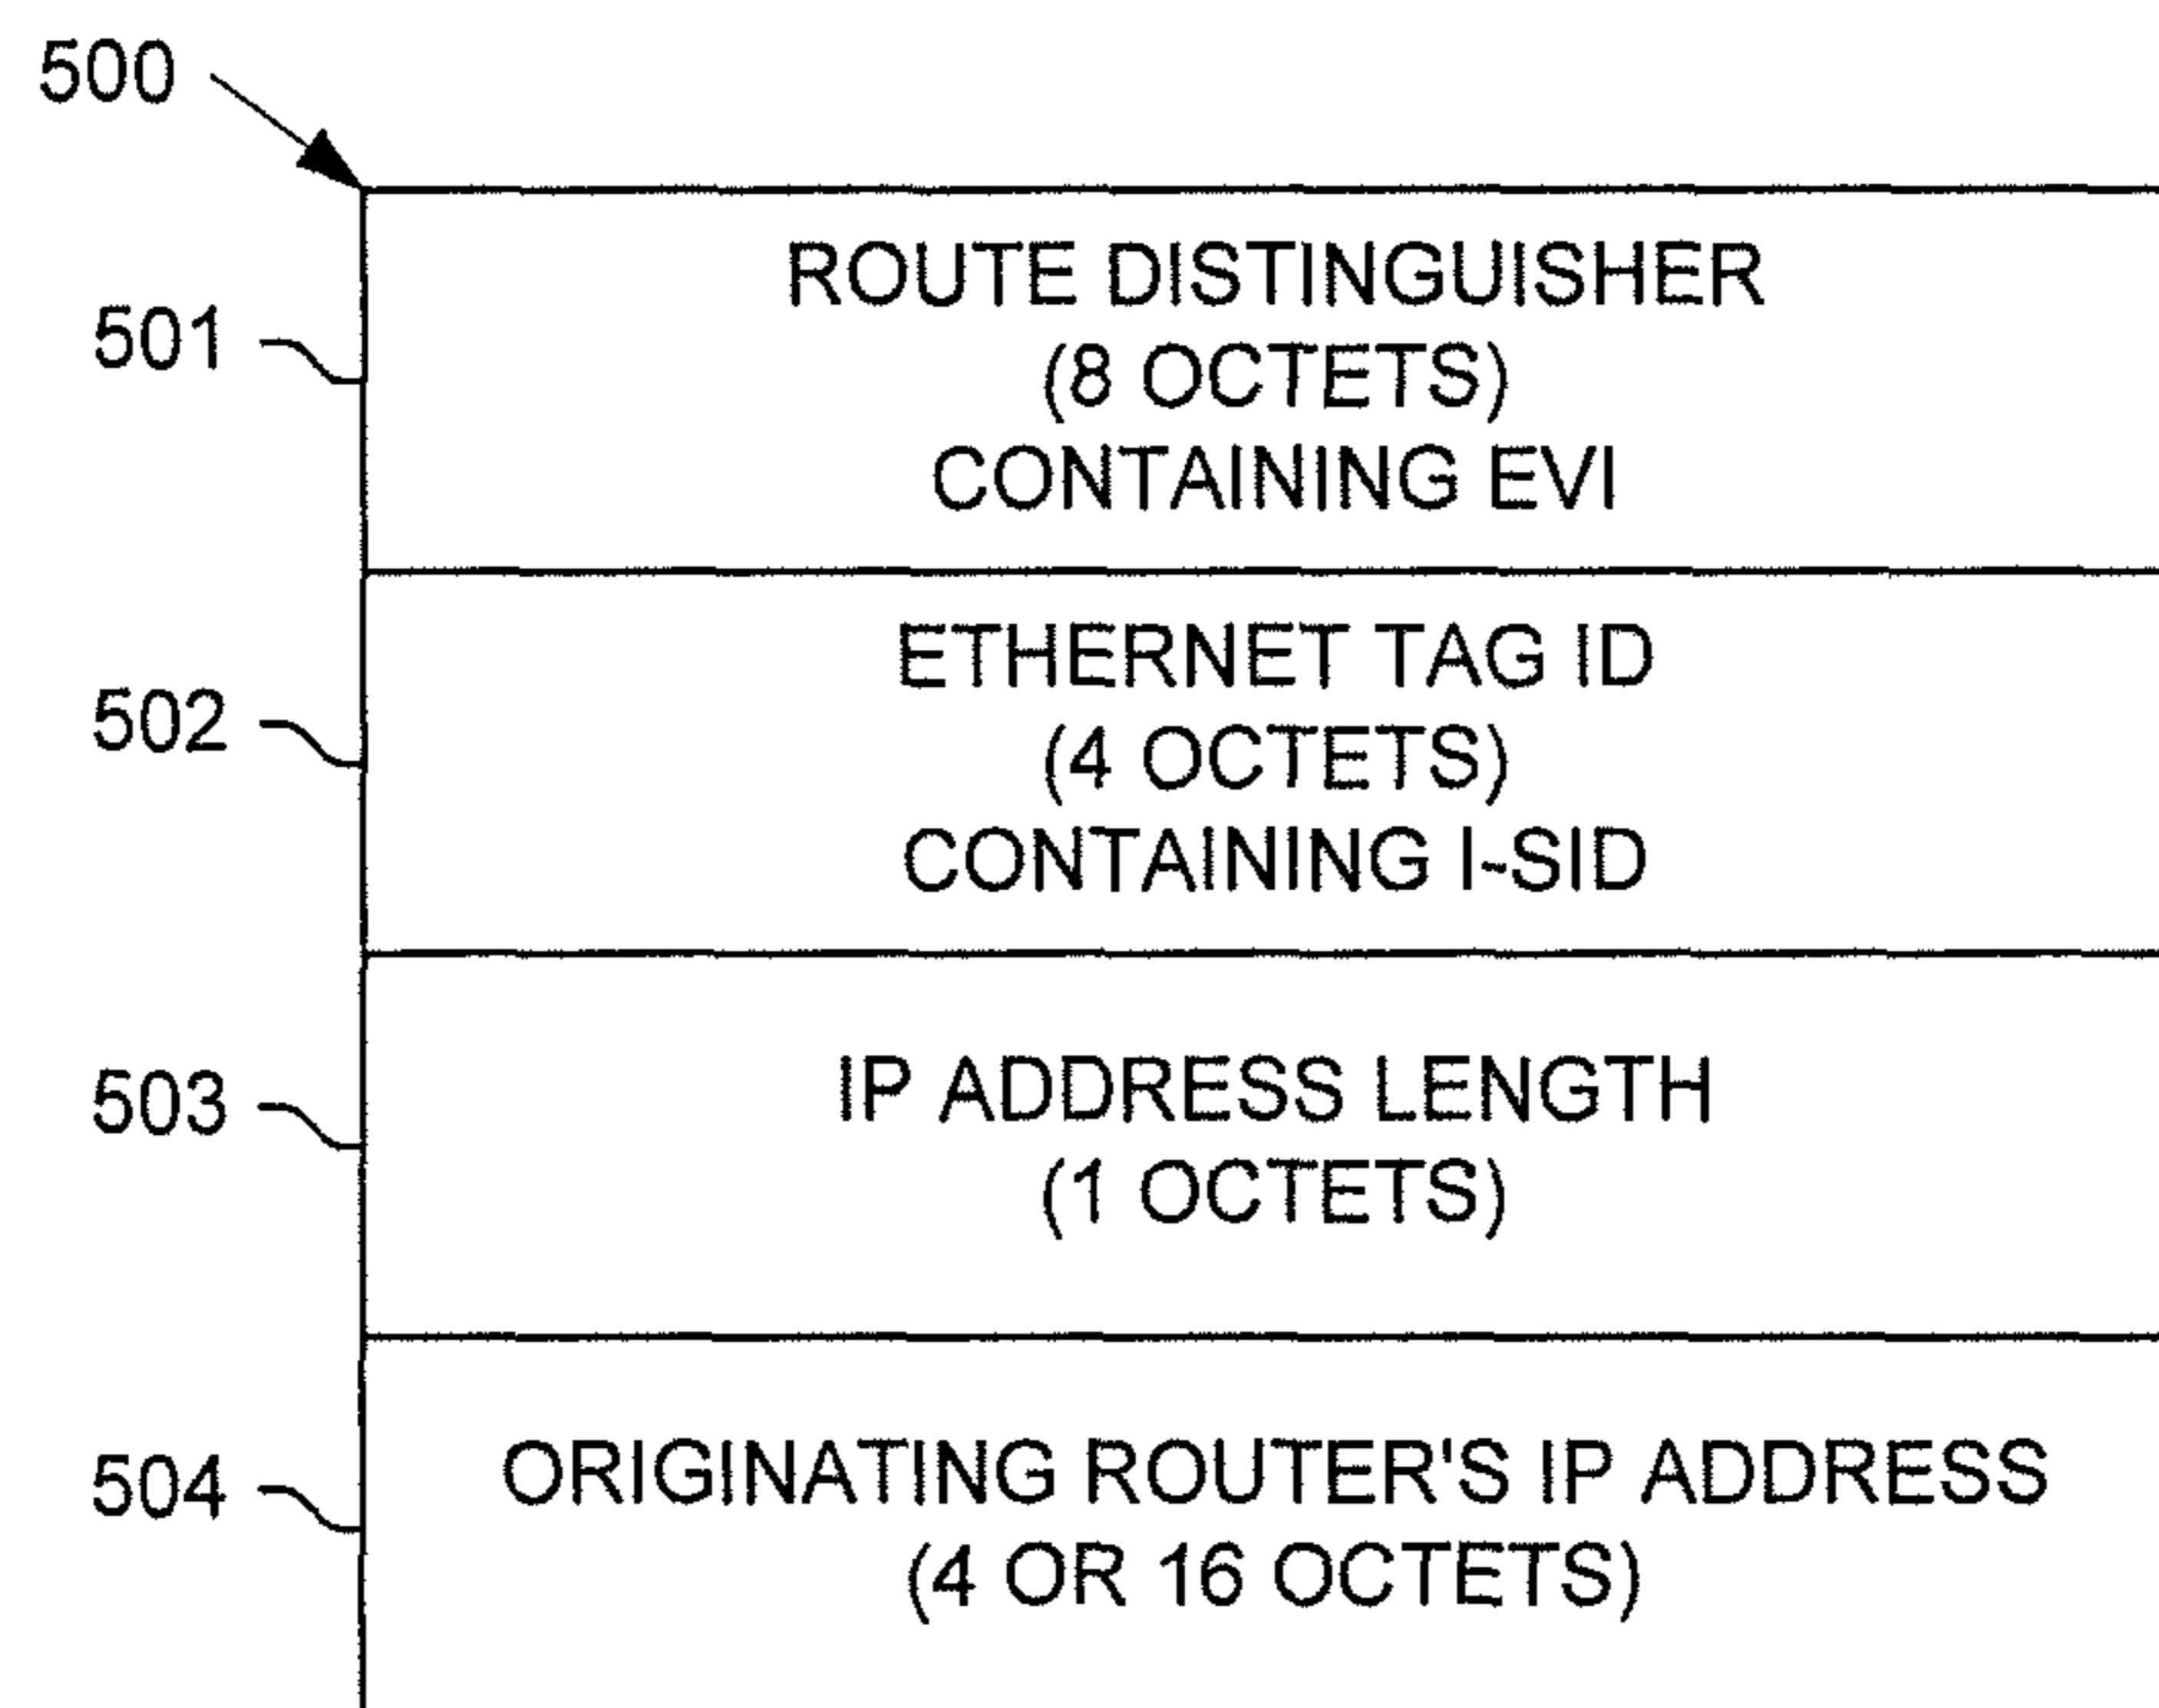 500
501
ROUTE DISTINGUISHER
(8 OCTETS)
CONTAINING EVI
502
ETHERNET TAG ID
(4 OCTETS)
CONTAINING I-SID
503
IP ADDRESS LENGTH
(1 OCTETS)
504
ORIGINATING ROUTER'S IP ADDRESS
(4 OR 16 OCTETS)